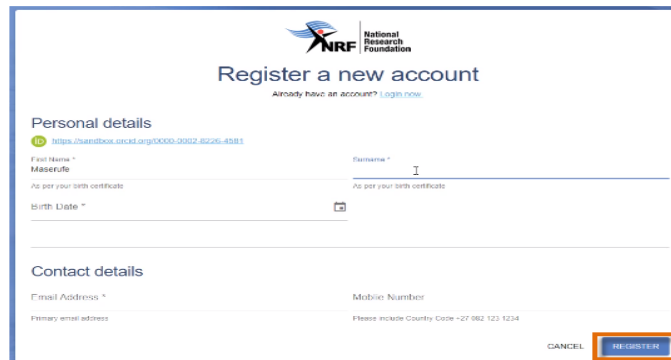 NRF
National
Research
Foundation
Register a new account
Already have an account? Login now.
Personal details
iD https://sandbox.orcid.org/0000-0002-8226-4581
First Name * Surname *
Maserufe
As per your birth certificate As per your birth certificate
Birth Date *
Contact details
Email Address * Mobile Number
Primary email address Please include Country Code +27 082 123 1234
CANCEL REGISTER